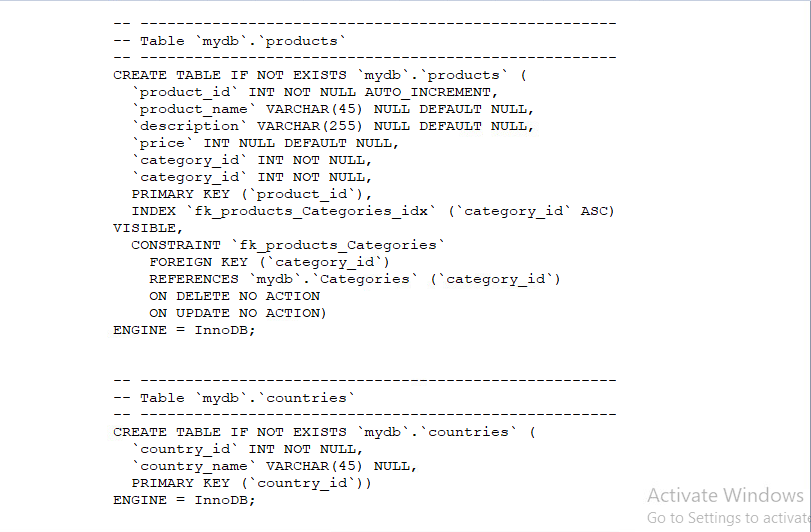 -- -----------------------------------------------------
-- Table `mydb`.`products`
-- -----------------------------------------------------
CREATE TABLE IF NOT EXISTS `mydb`.`products` (
  `product_id` INT NOT NULL AUTO_INCREMENT,
  `product_name` VARCHAR(45) NULL DEFAULT NULL,
  `description` VARCHAR(255) NULL DEFAULT NULL,
  `price` INT NULL DEFAULT NULL,
  `category_id` INT NOT NULL,
  `category_id` INT NOT NULL,
  PRIMARY KEY (`product_id`),
  INDEX `fk_products_Categories_idx` (`category_id` ASC)
VISIBLE,
  CONSTRAINT `fk_products_Categories`
    FOREIGN KEY (`category_id`)
    REFERENCES `mydb`.`Categories` (`category_id`)
    ON DELETE NO ACTION
    ON UPDATE NO ACTION)
ENGINE = InnoDB;
-- -----------------------------------------------------
-- Table `mydb`.`countries`
-- -----------------------------------------------------
CREATE TABLE IF NOT EXISTS `mydb`.`countries` (
  `country_id` INT NOT NULL,
  `country_name` VARCHAR(45) NULL,
  PRIMARY KEY (`country_id`))
ENGINE = InnoDB;
Activate Windows
Go to Settings to activate